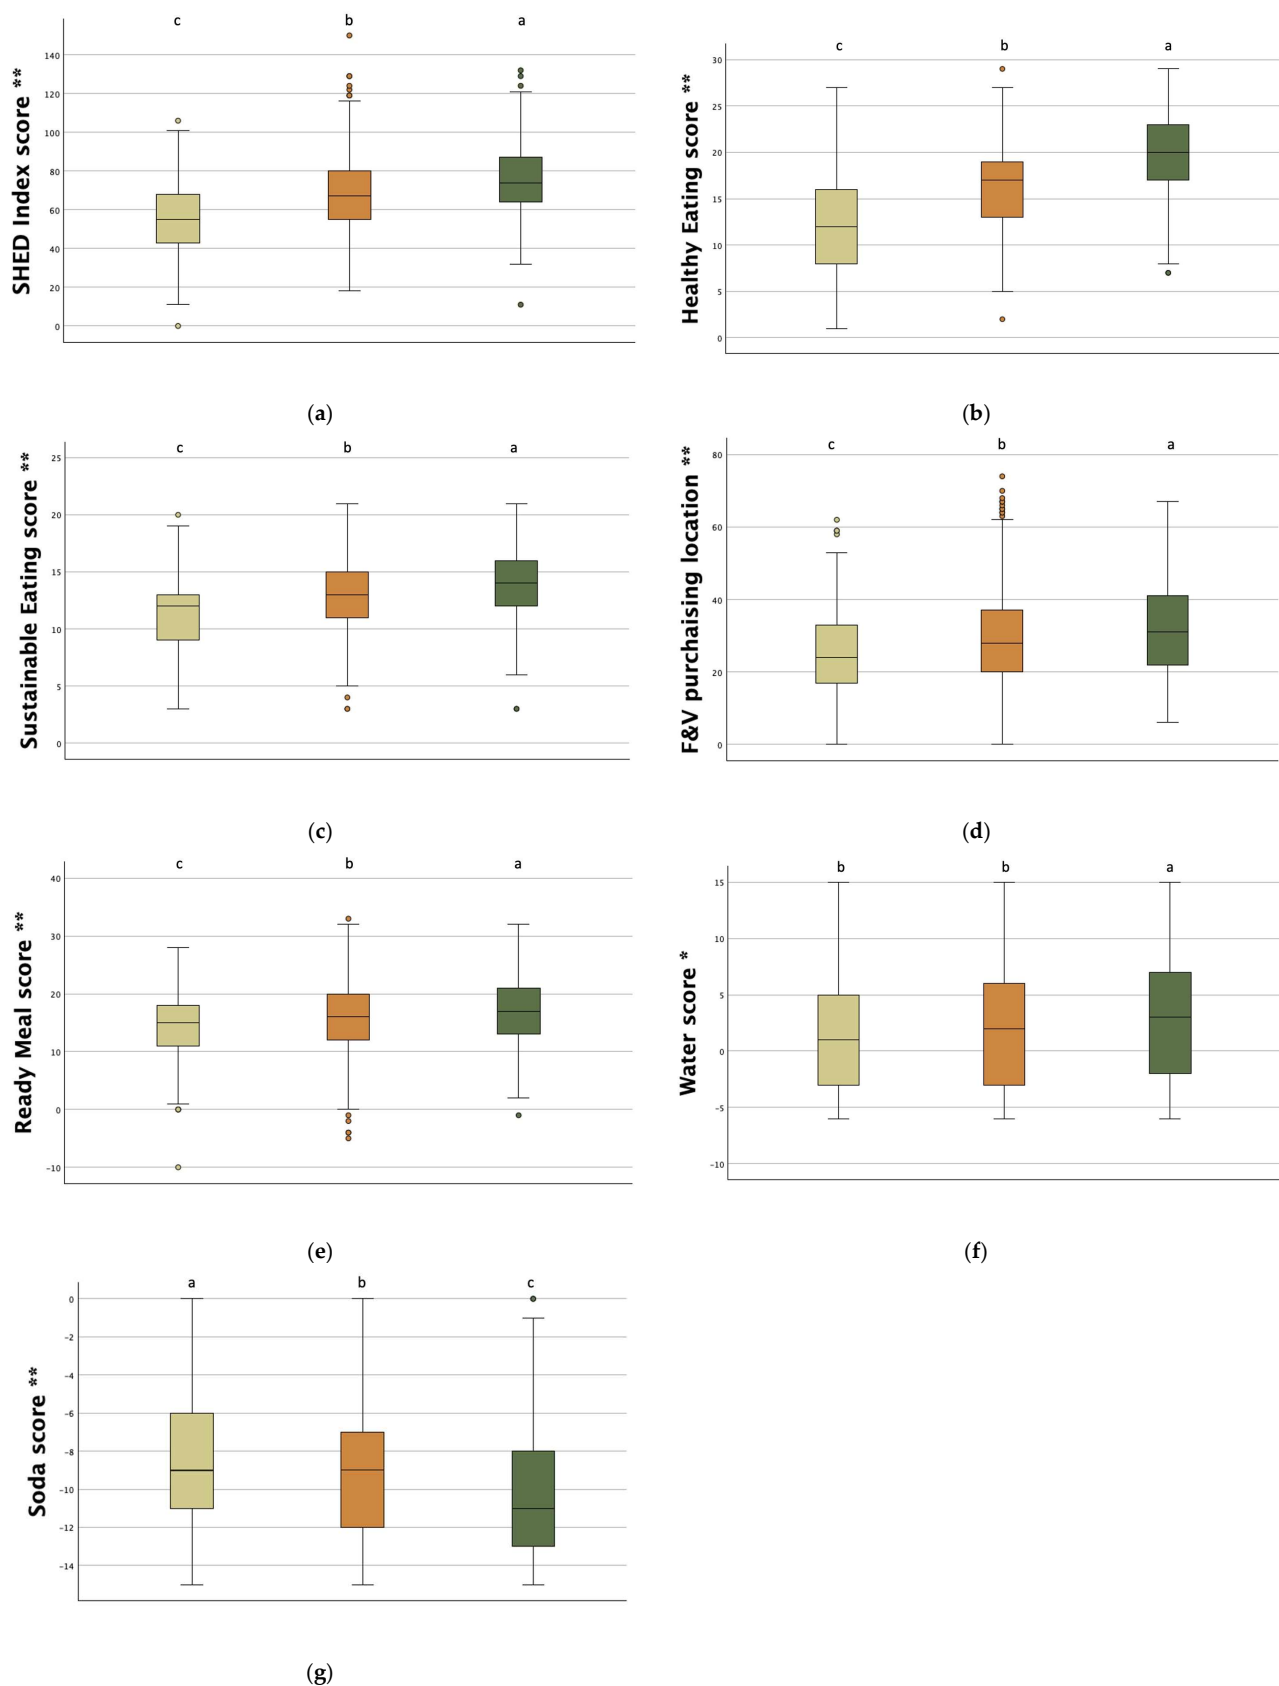 c b a
SHED Index score **
140
120
100
80
60
40
20
0
(a)
c b a
Healthy Eating score **
30
25
20
15
10
5
0
(b)
c b a
Sustainable Eating score **
25
20
15
10
5
0
(c)
c b a
F&V purchaising location **
80
60
40
20
0
(d)
c b a
Ready Meal score **
40
30
20
10
0
-10
(e)
b b a
Water score *
15
10
5
0
-5
-10
(f)
a b c
Soda score **
0
-2
-4
-6
-8
-10
-12
-14
(g)